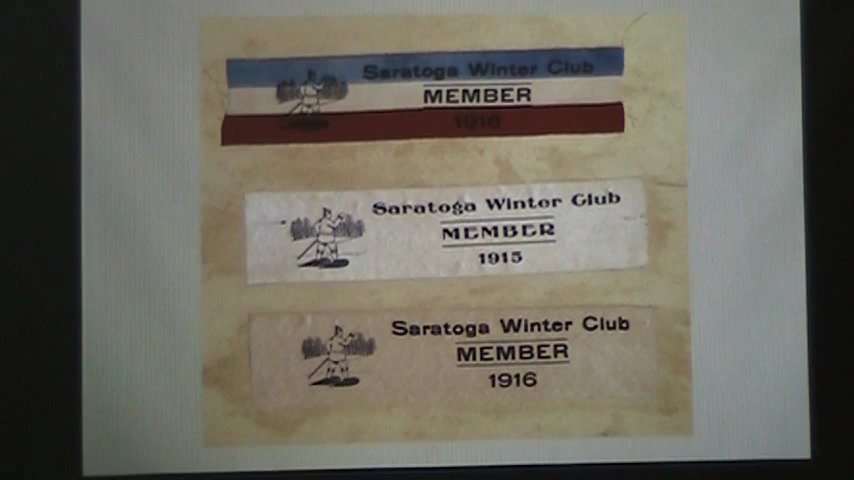 Saratoga Winter Club
MEMBER
1916
Saratoga Winter Club
MEMBER
1915
Saratoga Winter Club
MEMBER
1916